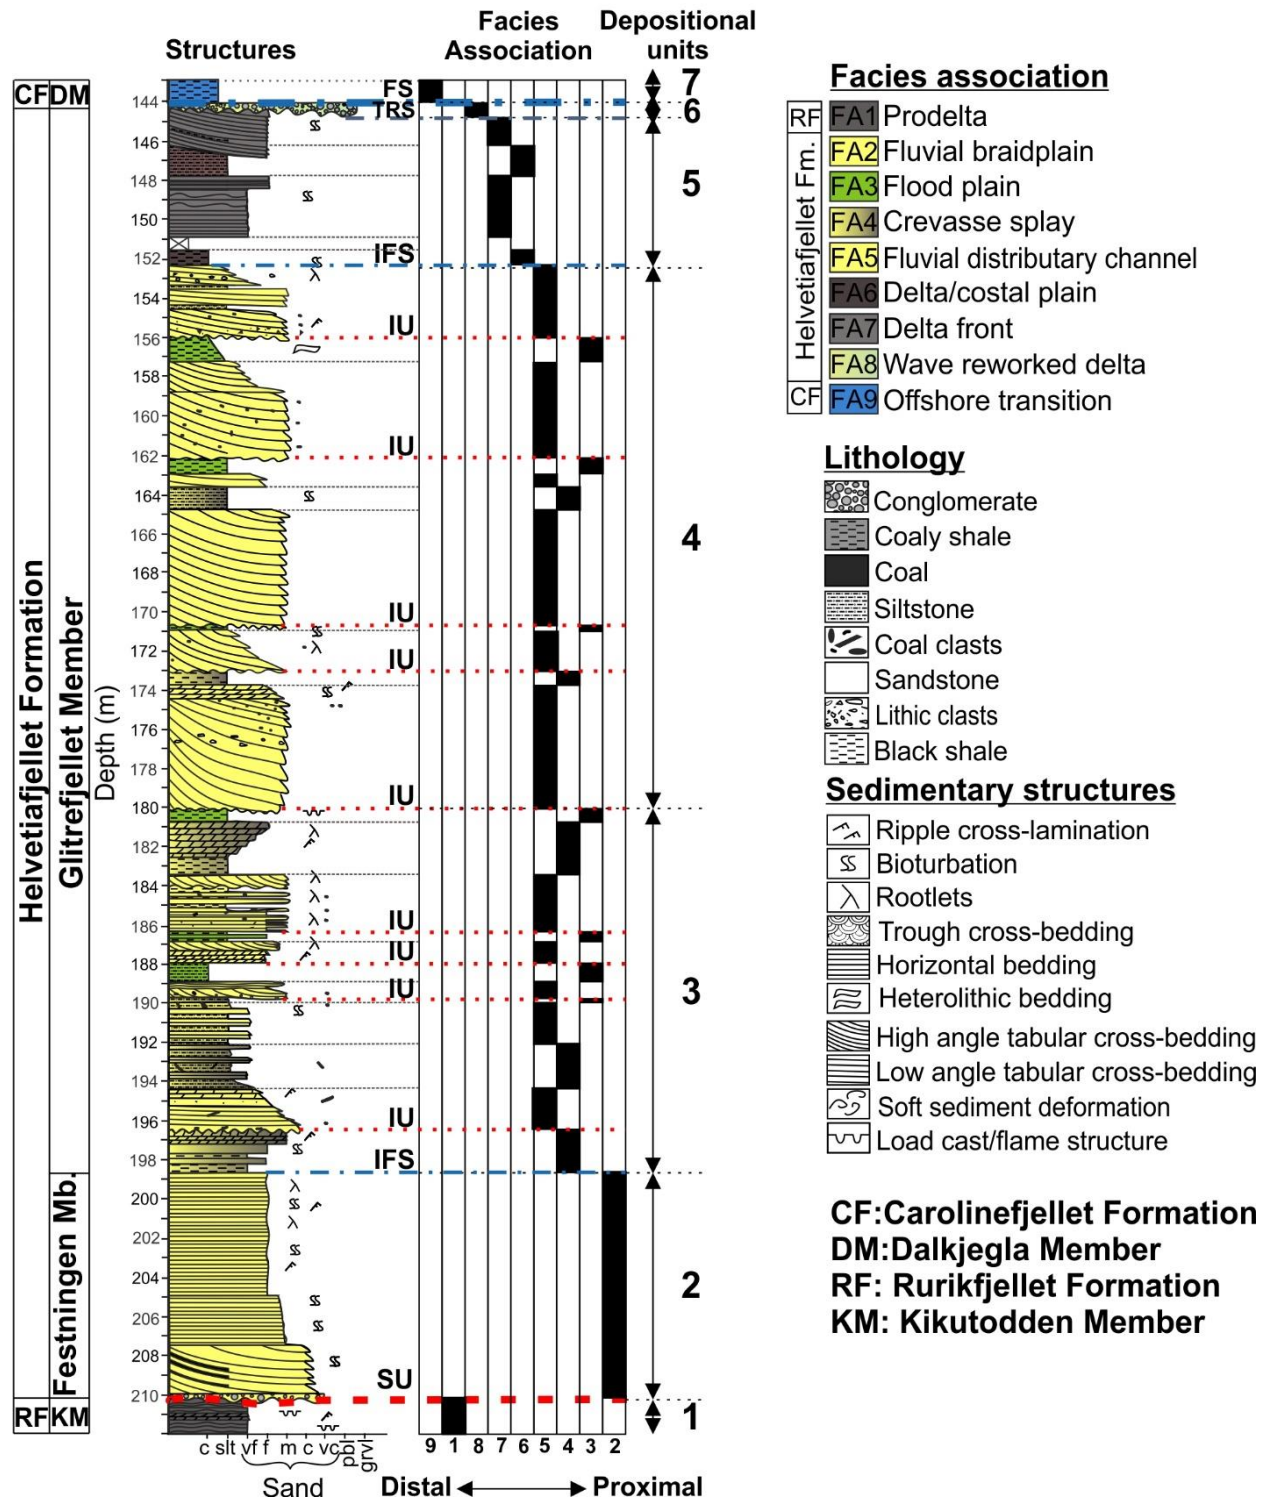 Structures
Facies
Association
Depositional
units
CF
DM
Helvetiafjellet Formation
Glitrefjellet Member
Festningen Mb.
RF
KM
Depth (m)
144
146
148
150
152
154
156
158
160
162
164
166
168
170
172
174
176
178
180
182
184
186
188
190
192
194
196
198
200
202
204
206
208
210
FS
TRS
IFS
IU
IU
IU
IU
IU
IU
IU
IU
IU
IFS
SU
7
6
5
4
3
2
1
c slt vf f m c vc pbl grvl
Sand
9 1 8 7 6 5 4 3 2
Distal Proximal
Facies association
RF
Helvetiafjellet Fm.
CF
FA1 Prodelta
FA2 Fluvial braidplain
FA3 Flood plain
FA4 Crevasse splay
FA5 Fluvial distributary channel
FA6 Delta/costal plain
FA7 Delta front
FA8 Wave reworked delta
FA9 Offshore transition
Lithology
Conglomerate
Coaly shale
Coal
Siltstone
Coal clasts
Sandstone
Lithic clasts
Black shale
Sedimentary structures
Ripple cross-lamination
Bioturbation
Rootlets
Trough cross-bedding
Horizontal bedding
Heterolithic bedding
High angle tabular cross-bedding
Low angle tabular cross-bedding
Soft sediment deformation
Load cast/flame structure
CF:Carolinefjellet Formation
DM:Dalkjegla Member
RF: Rurikfjellet Formation
KM: Kikutodden Member